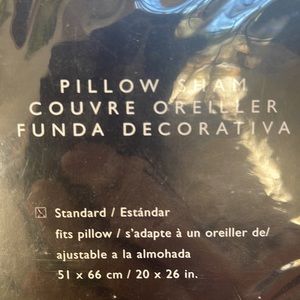 PILLOW SHAM
COUVRE OREILLER
FUNDA DECORATIVA
Standard / Estándar
fits pillow / s'adapte à un oreiller de/
ajustable a la almohada
51 x 66 cm / 20 x 26 in.